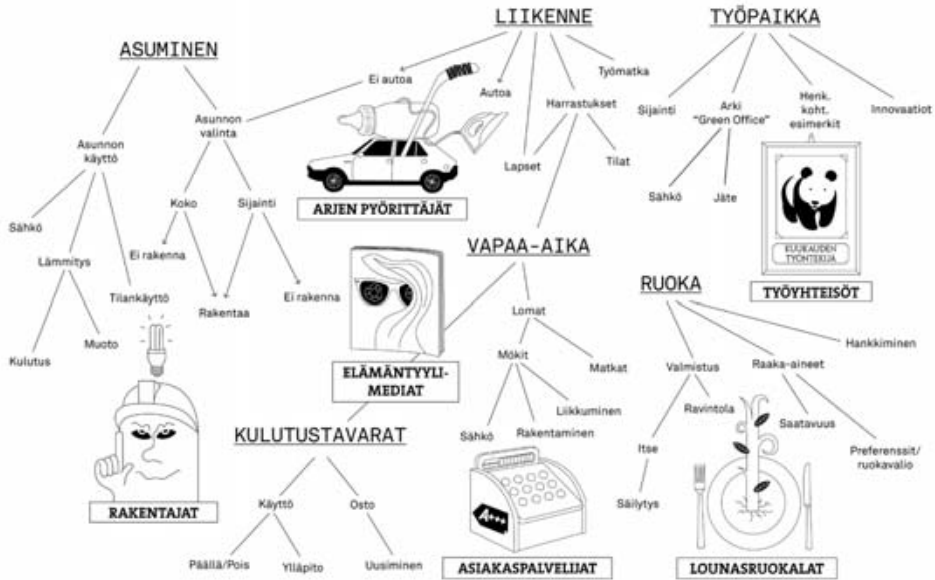 LIIKENNE
TYÖPAIKKA
ASUMINEN
Ei autoa
Autoa
Työmatka
Harrastukset
Lapset
Tilat
Sijainti
Arki
"Green Office"
Henk.
koht.
esimerkit
Innovaatiot
Sähkö
Jäte
KUUKAUDEN
TYÖNTEKIJÄ
TYÖYHTEISÖT
Asunnon
käyttö
Asunnon
valinta
Sähkö
Lämmitys
Tilankäyttö
Kulutus
Muoto
Koko
Sijainti
Ei rakenna
Rakentaa
Ei rakenna
ARJEN PYÖRITTÄJÄT
RAKENTAJAT
VAPAA-AIKA
Lomat
Mökit
Matkat
Sähkö
Rakentaminen
Liikkuminen
ELÄMÄNTYYLI-
MEDIAT
RUOKA
Valmistus
Raaka-aineet
Hankkiminen
Ravintola
Itse
Säilytys
Saatavuus
Preferenssit/
ruokavalio
KULUTUSTAVARAT
Käyttö
Osto
Päällä/Pois
Ylläpito
Uusiminen
A+++
ASIAKASPALVELIJAT
LOUNASRUOKALAT